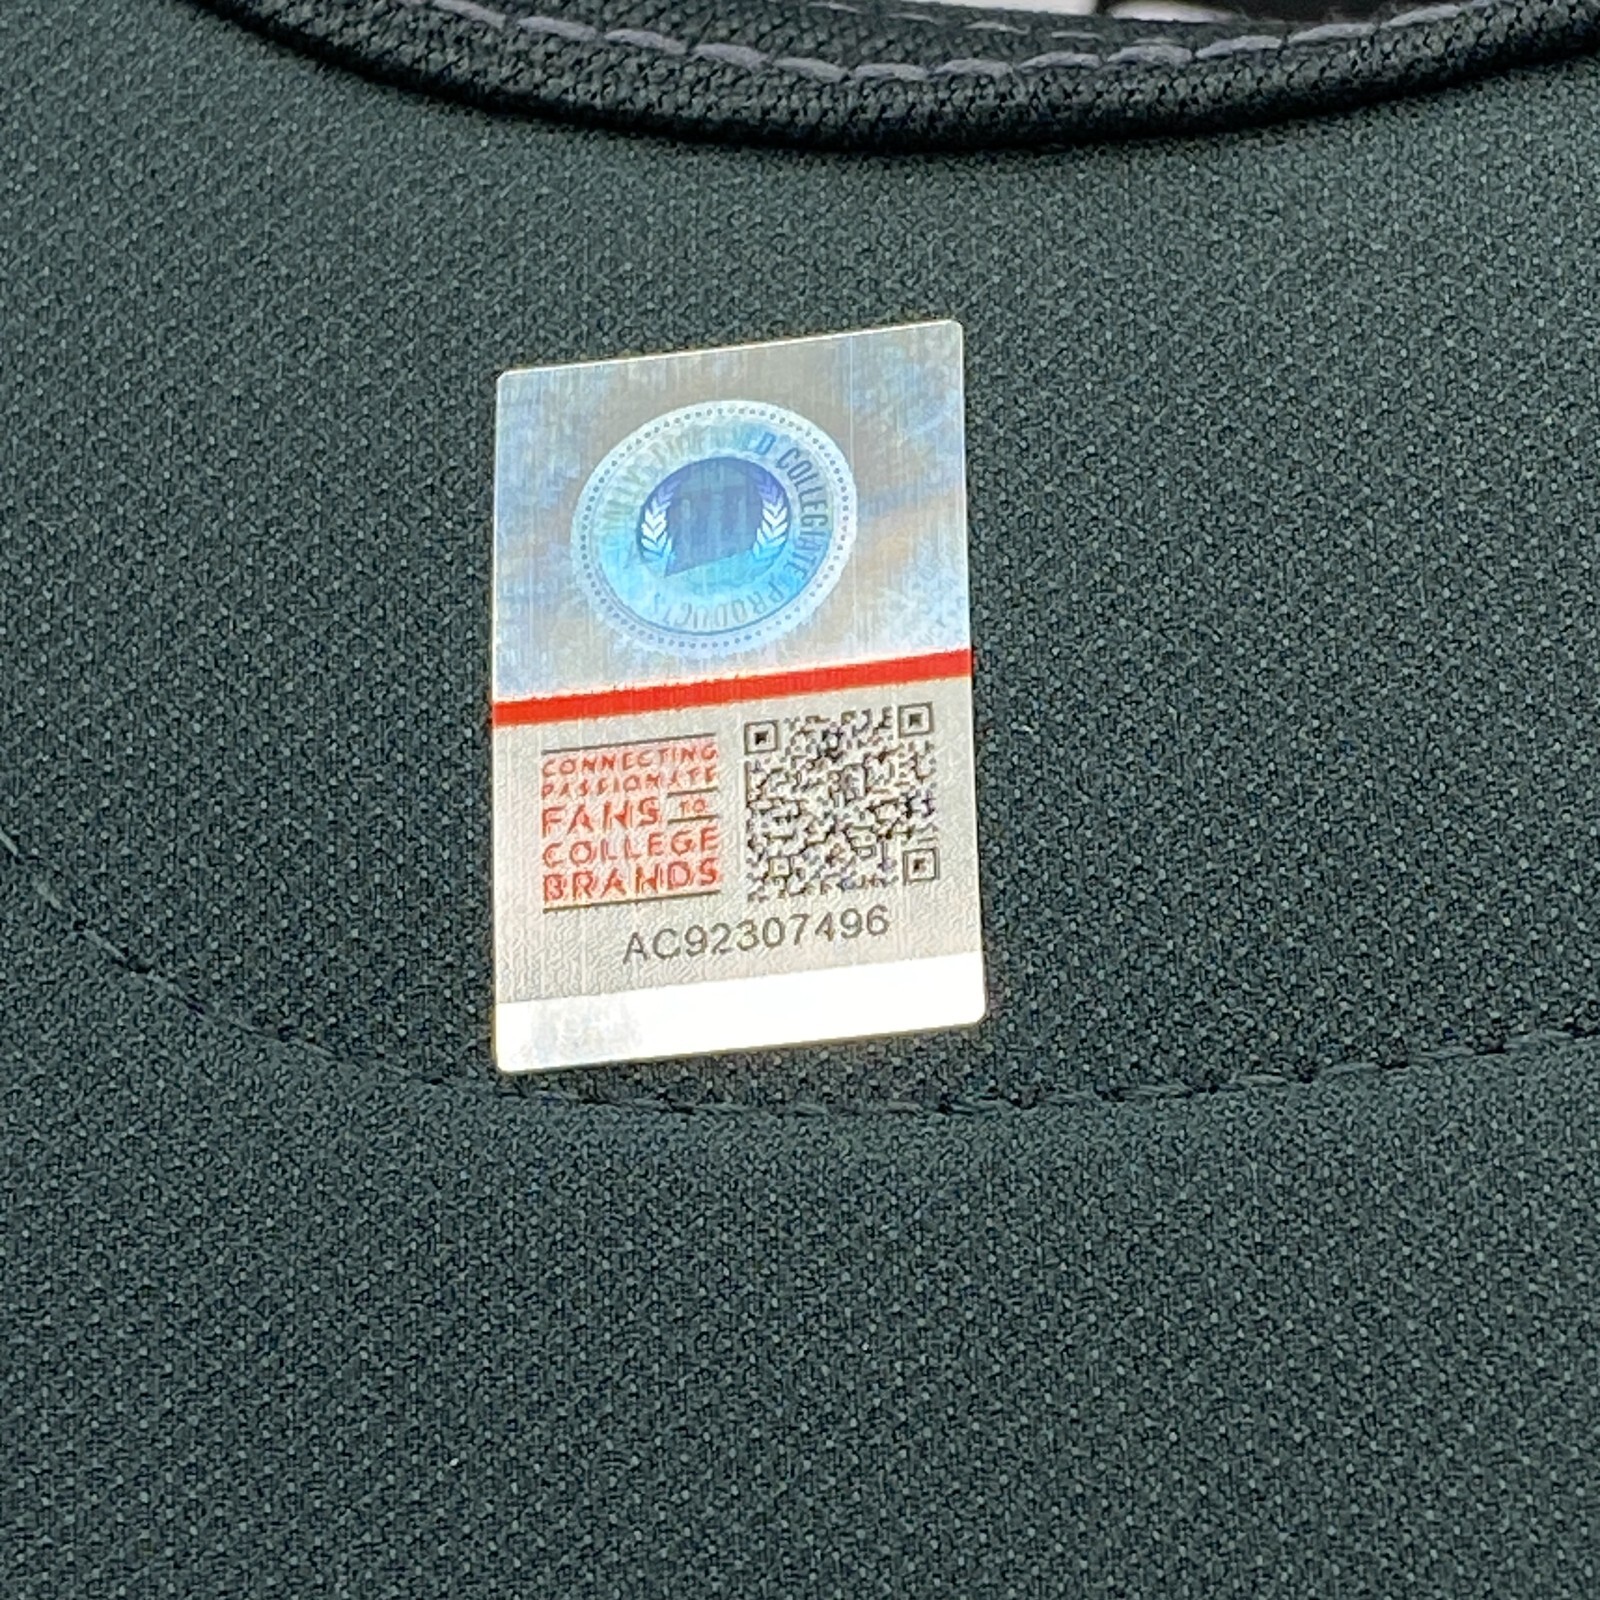 COLLEGIATE PRODUCTS
CONNECTING
PASSIONATE
FANS TO
COLLEGE
BRANDS
AC92307496